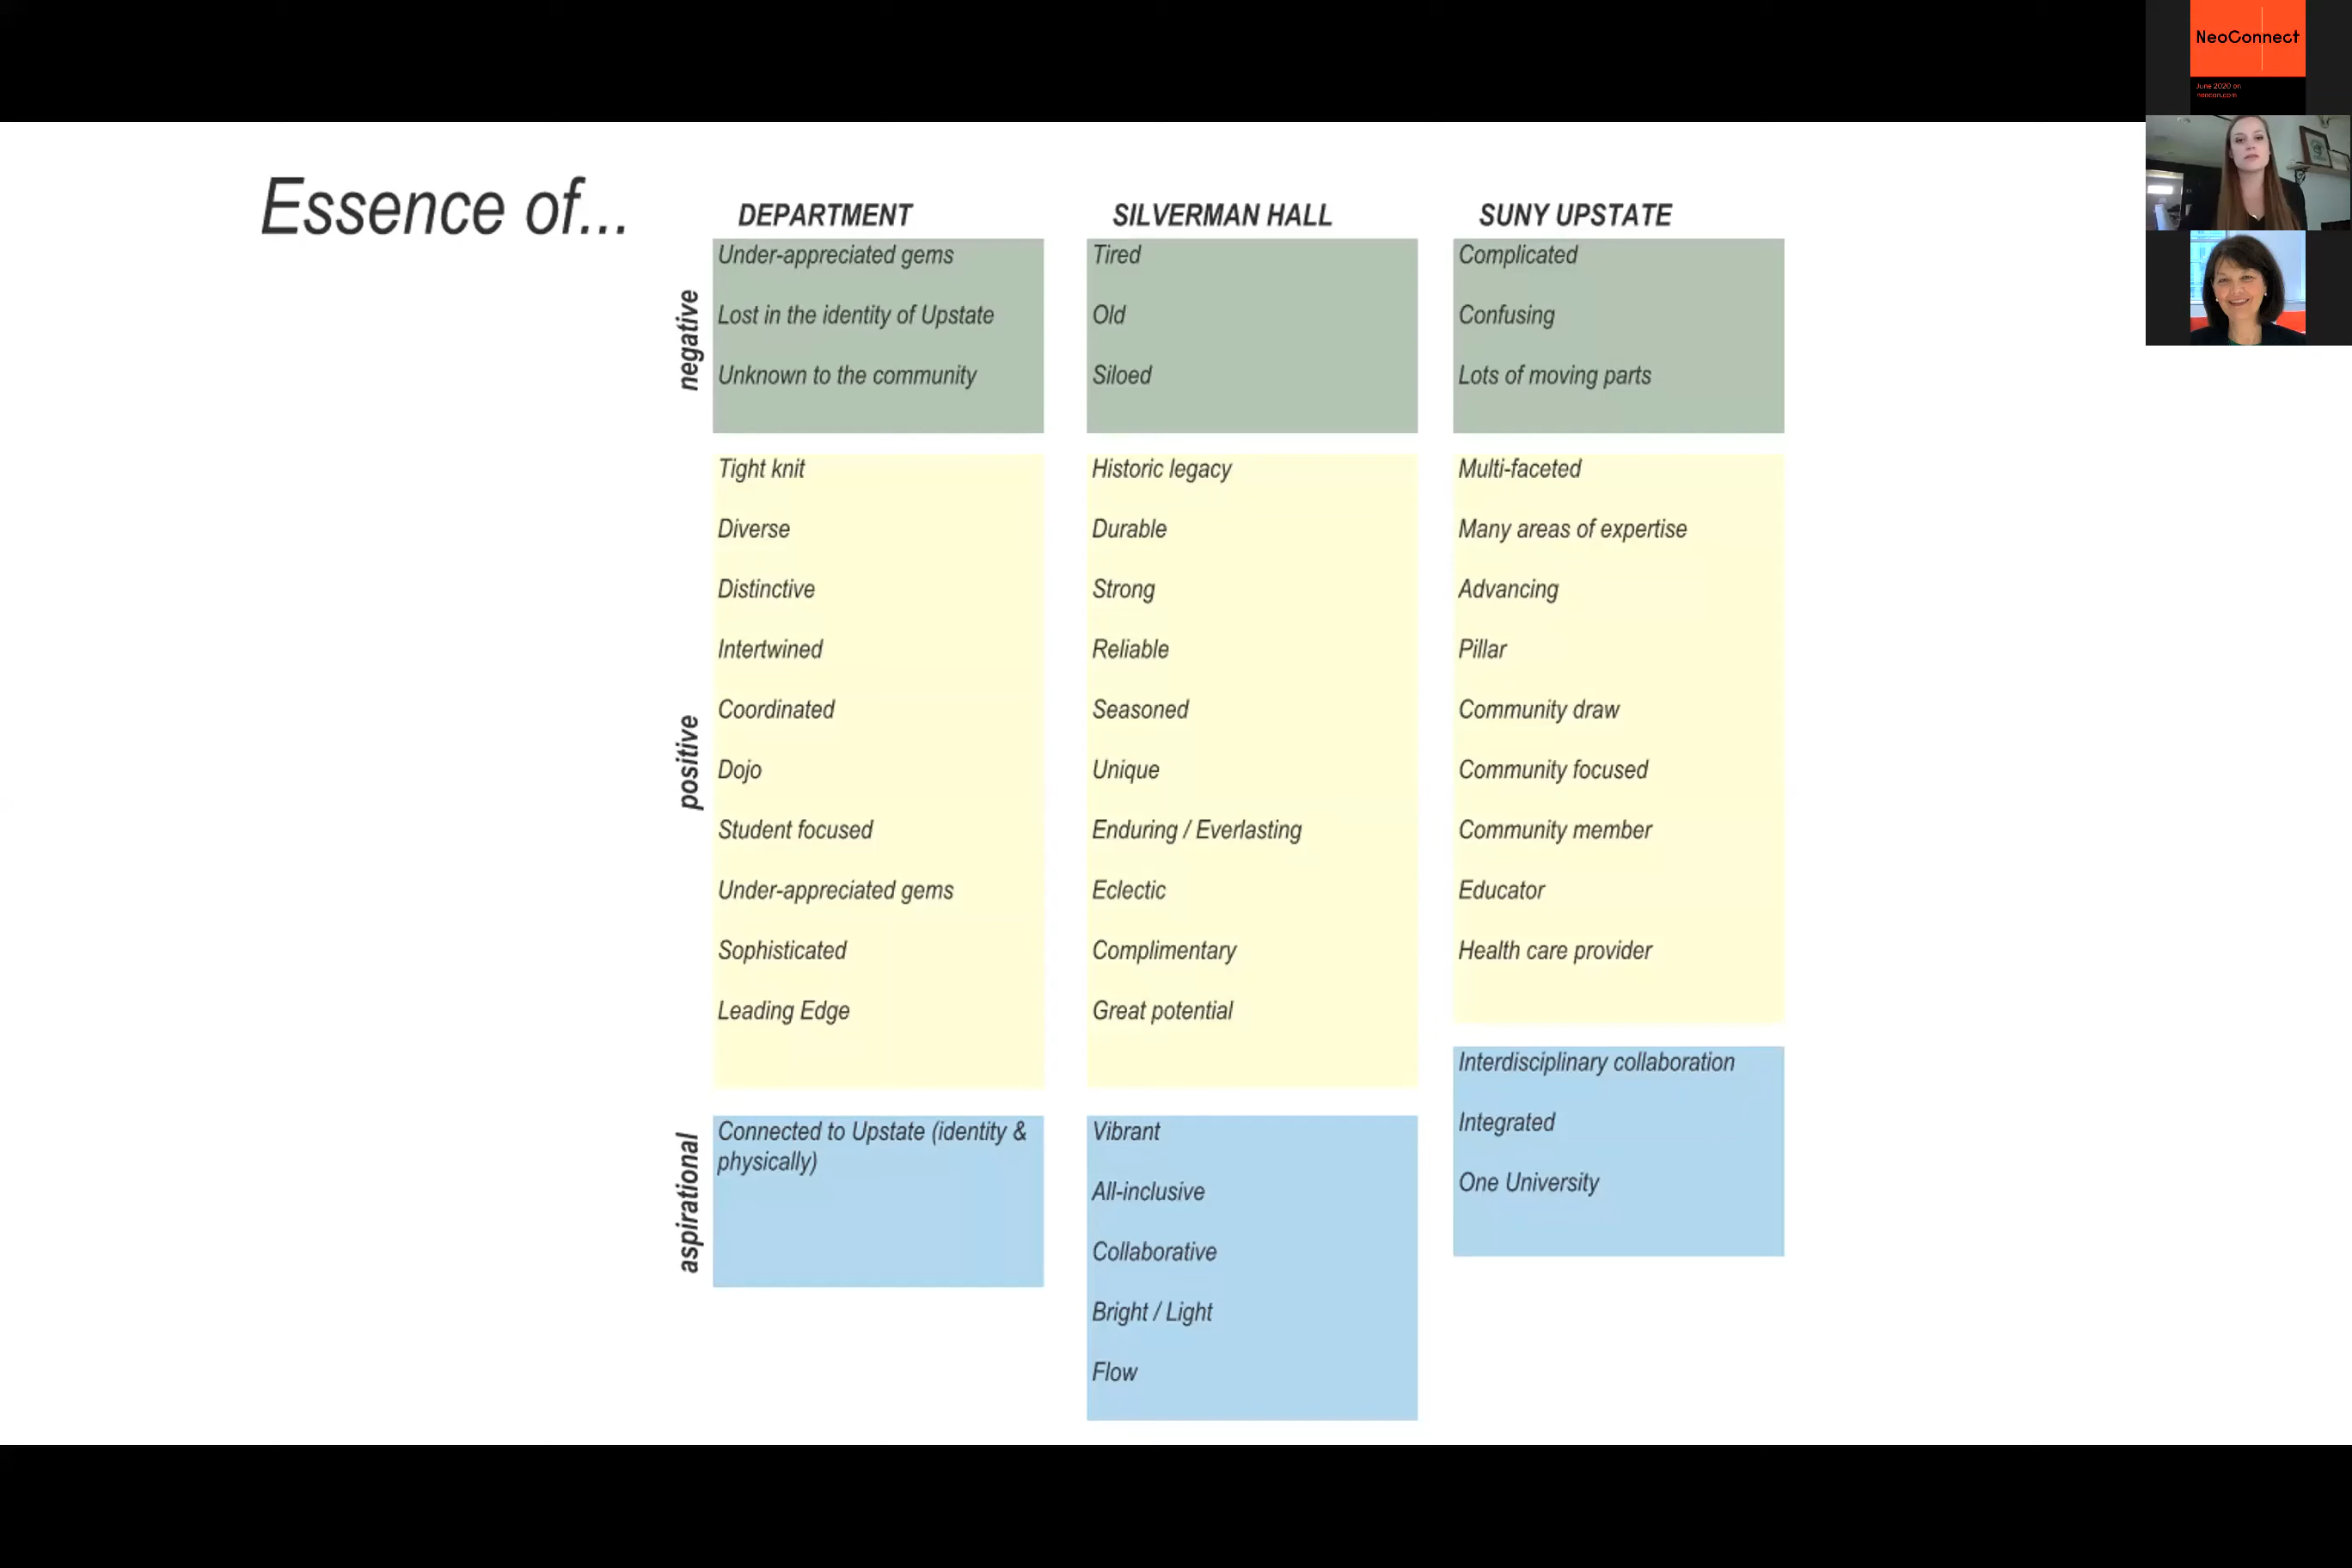 Essence of...
DEPARTMENT
SILVERMAN HALL
SUNY UPSTATE
negative
Under-appreciated gems
Lost in the identity of Upstate
Unknown to the community
Tired
Old
Siloed
Complicated
Confusing
Lots of moving parts
positive
Tight knit
Diverse
Distinctive
Intertwined
Coordinated
Dojo
Student focused
Under-appreciated gems
Sophisticated
Leading Edge
Historic legacy
Durable
Strong
Reliable
Seasoned
Unique
Enduring / Everlasting
Eclectic
Complimentary
Great potential
Multi-faceted
Many areas of expertise
Advancing
Pillar
Community draw
Community focused
Community member
Educator
Health care provider
aspirational
Connected to Upstate (identity &
physically)
Vibrant
All-inclusive
Collaborative
Bright / Light
Flow
Interdisciplinary collaboration
Integrated
One University
NeoConnect
June 2020 on
neocon.com